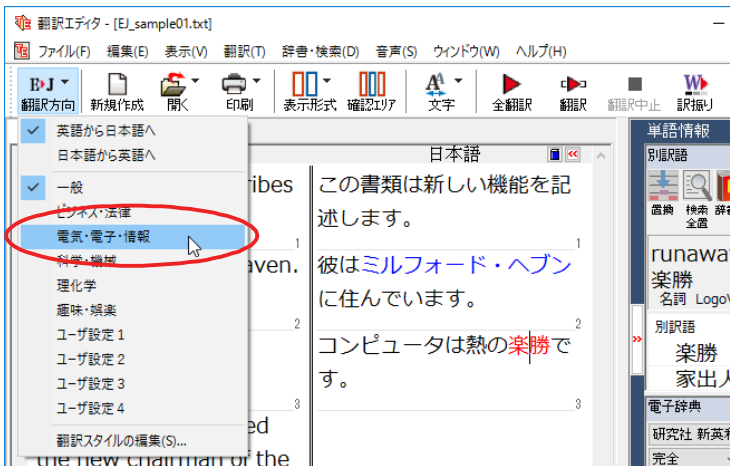 翻訳エディタ - [EJ_sample01.txt]
ファイル(F) 編集(E) 表示(V) 翻訳(T) 辞書・検索(D) 音声(S) ウィンドウ(W) ヘルプ(H)
E▸J
翻訳方向 新規作成 開く 印刷 表示形式 確認エリア 文字 全翻訳 翻訳 翻訳中止 訳振り
英語から日本語へ
日本語から英語へ
一般
ビジネス・法律
電気・電子・情報
科学・機械
理化学
趣味・娯楽
ユーザ設定 1
ユーザ設定 2
ユーザ設定 3
ユーザ設定 4
翻訳スタイルの編集(S)...
ibes
1
aven.
2
3
ed
the new chairman of the
日本語
この書類は新しい機能を記
述します。
1
彼はミルフォード・ヘブン
に住んでいます。
2
コンピュータは熱の楽勝で
す。
3
単語情報
別訳語
置換 検索 辞書
全置
runawa
楽勝
名詞 Logo
別訳語
楽勝
家出人
電子辞典
研究社 新英和
完全